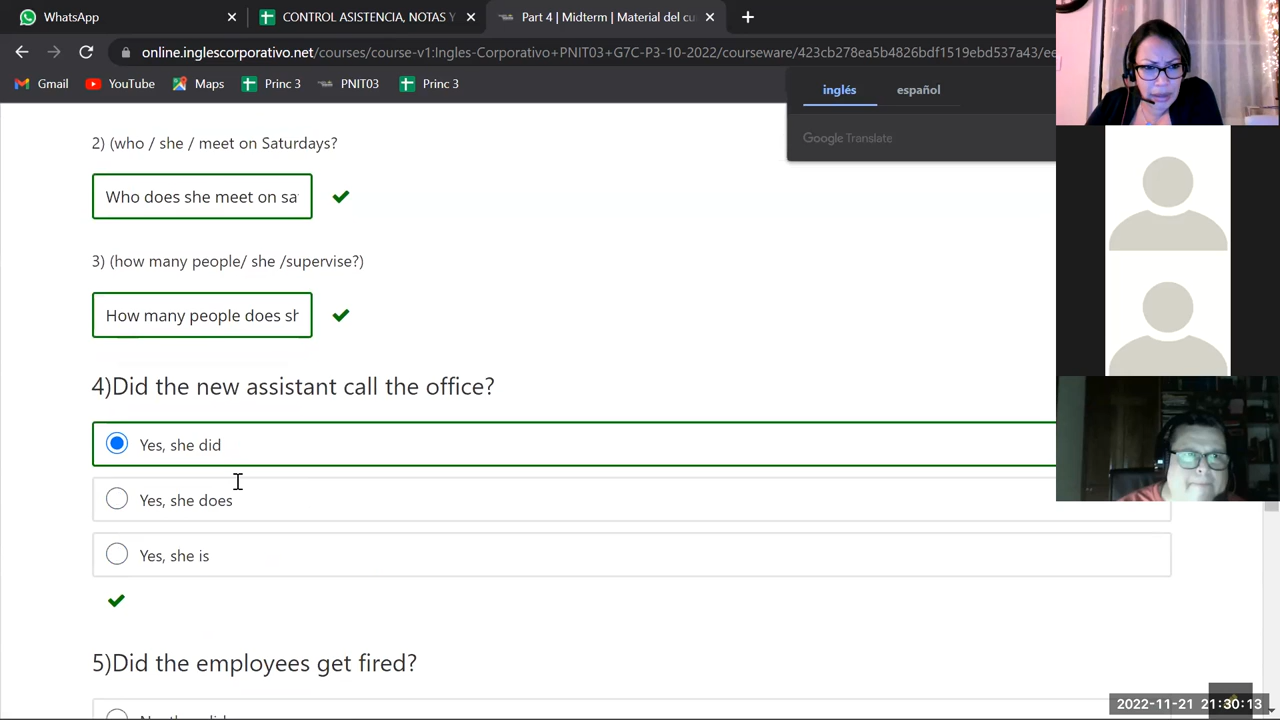 WhatsApp
CONTROL ASISTENCIA, NOTAS Y
Part 4 | Midterm | Material del cu
online.inglescorporativo.net/courses/course-v1:Ingles-Corporativo+PNT03+G7C-P3-10-2022/courseware/423cb278ea5b4826bdf1519ebd537a43/ee
Gmail
YouTube
Maps
Princ 3
PNT03
Princ 3
inglés
español
Google Translate
2) (who / she / meet on Saturdays?
Who does she meet on sa
3) (how many people/ she /supervise?)
How many people does sh
4)Did the new assistant call the office?
Yes, she did
Yes, she does
Yes, she is
5)Did the employees get fired?
2022-11-21 21:30:13